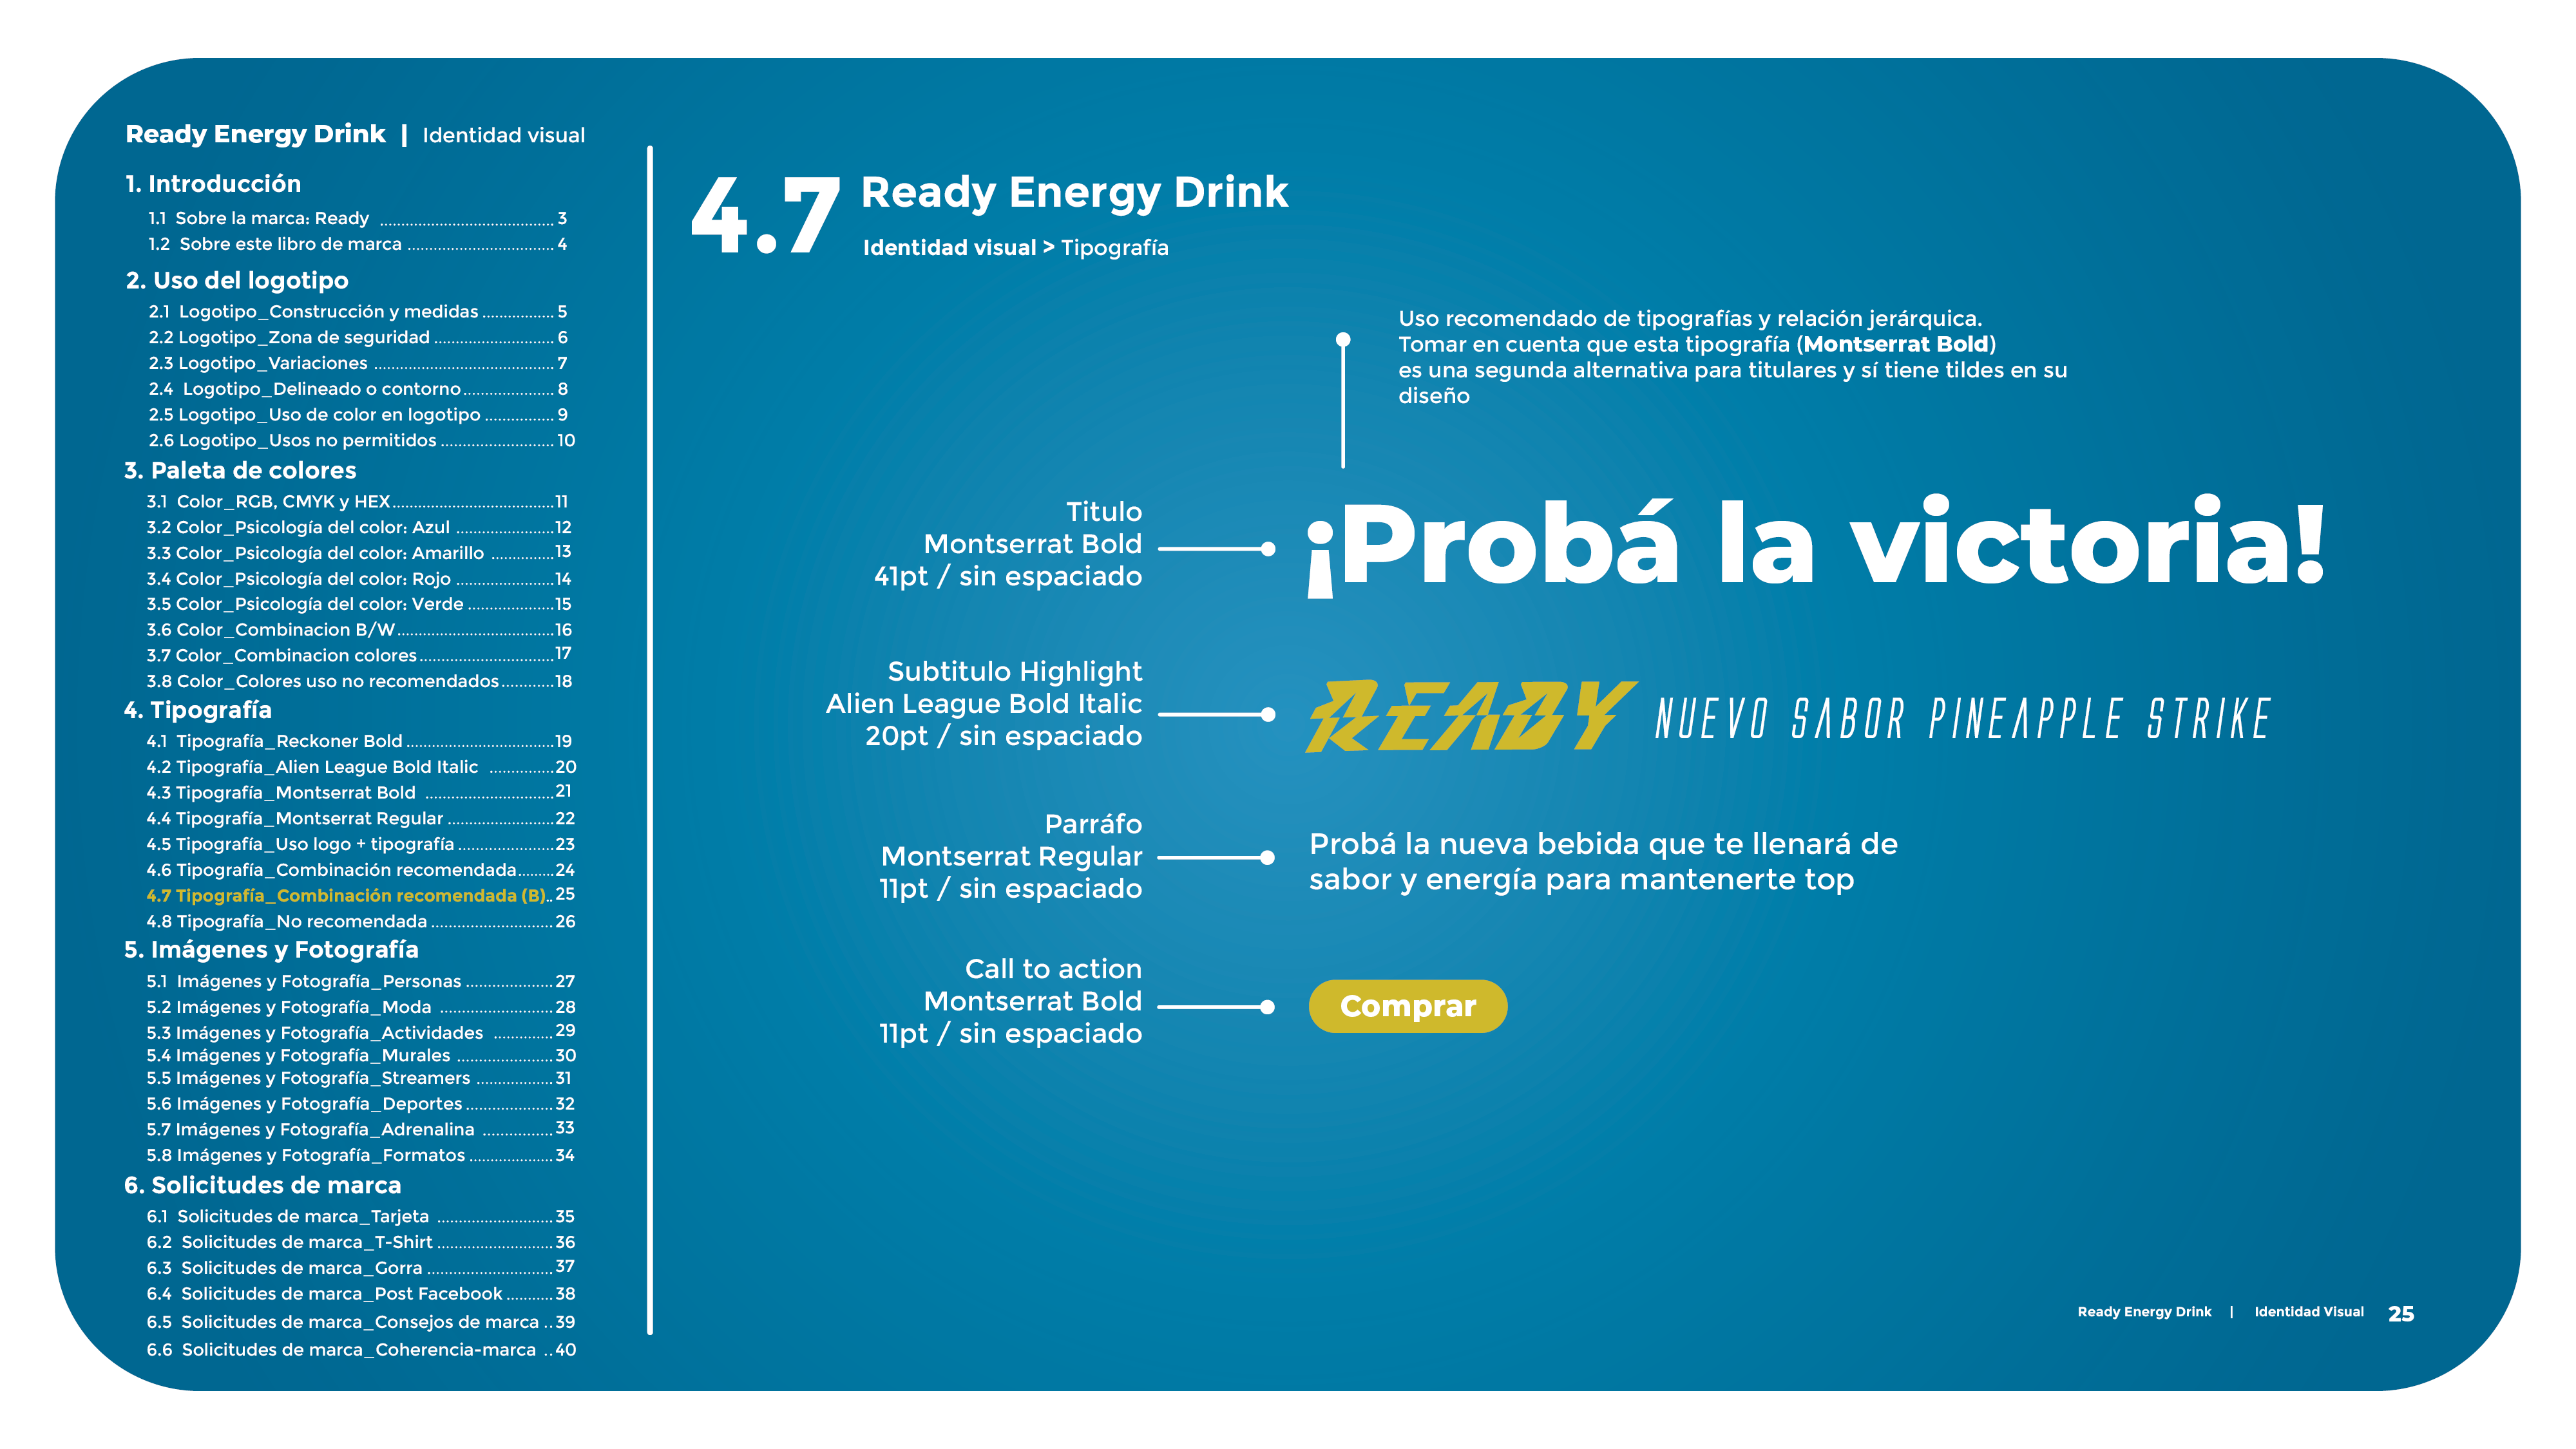 Ready Energy Drink | Identidad visual
1. Introducción
1.1 Sobre la marca: Ready ....................................... 3
1.2 Sobre este libro de marca ................................. 4
2. Uso del logotipo
2.1 Logotipo_Construcción y medidas ................ 5
2.2 Logotipo_Zona de seguridad ........................... 6
2.3 Logotipo_Variaciones ........................................ 7
2.4 Logotipo_Delineado o contorno.................... 8
2.5 Logotipo_Uso de color en logotipo ............... 9
2.6 Logotipo_Usos no permitidos ......................... 10
3. Paleta de colores
3.1 Color_RGB, CMYK y HEX....................................11
3.2 Color_Psicología del color: Azul ......................12
3.3 Color_Psicología del color: Amarillo ..............13
3.4 Color_Psicología del color: Rojo ......................14
3.5 Color_Psicología del color: Verde ...................15
3.6 Color_Combinacion B/W...................................16
3.7 Color_Combinacion colores..............................17
3.8 Color_Colores uso no recomendados............18
4. Tipografía
4.1 Tipografía_Reckoner Bold .................................19
4.2 Tipografía_Alien League Bold Italic ..............20
4.3 Tipografía_Montserrat Bold .............................21
4.4 Tipografía_Montserrat Regular ........................22
4.5 Tipografía_Uso logo + tipografía .....................23
4.6 Tipografía_Combinación recomendada........24
4.7 Tipografía_Combinación recomendada (B).. 25
4.8 Tipografía_No recomendada ...........................26
5. Imágenes y Fotografía
5.1 Imágenes y Fotografía_Personas ...................27
5.2 Imágenes y Fotografía_Moda .........................28
5.3 Imágenes y Fotografía_Actividades .............29
5.4 Imágenes y Fotografía_Murales .....................30
5.5 Imágenes y Fotografía_Streamers .................31
5.6 Imágenes y Fotografía_Deportes...................32
5.7 Imágenes y Fotografía_Adrenalina ...............33
5.8 Imágenes y Fotografía_Formatos ..................34
6. Solicitudes de marca
6.1 Solicitudes de marca_Tarjeta ..........................35
6.2 Solicitudes de marca_T-Shirt ..........................36
6.3 Solicitudes de marca_Gorra ............................37
6.4 Solicitudes de marca_Post Facebook ...........38
6.5 Solicitudes de marca_Consejos de marca ..39
6.6 Solicitudes de marca_Coherencia-marca ..40
4.7 Ready Energy Drink
Identidad visual > Tipografía
Uso recomendado de tipografías y relación jerárquica.
Tomar en cuenta que esta tipografía (Montserrat Bold)
es una segunda alternativa para titulares y sí tiene tildes en su
diseño
Titulo
Montserrat Bold
41pt / sin espaciado
¡Probá la victoria!
Subtitulo Highlight
Alien League Bold Italic
20pt / sin espaciado
READY NUEVO SABOR PINEAPPLE STRIKE
Parráfo
Montserrat Regular
11pt / sin espaciado
Probá la nueva bebida que te llenará de
sabor y energía para mantenerte top
Call to action
Montserrat Bold
11pt / sin espaciado
Comprar
Ready Energy Drink | Identidad Visual 25